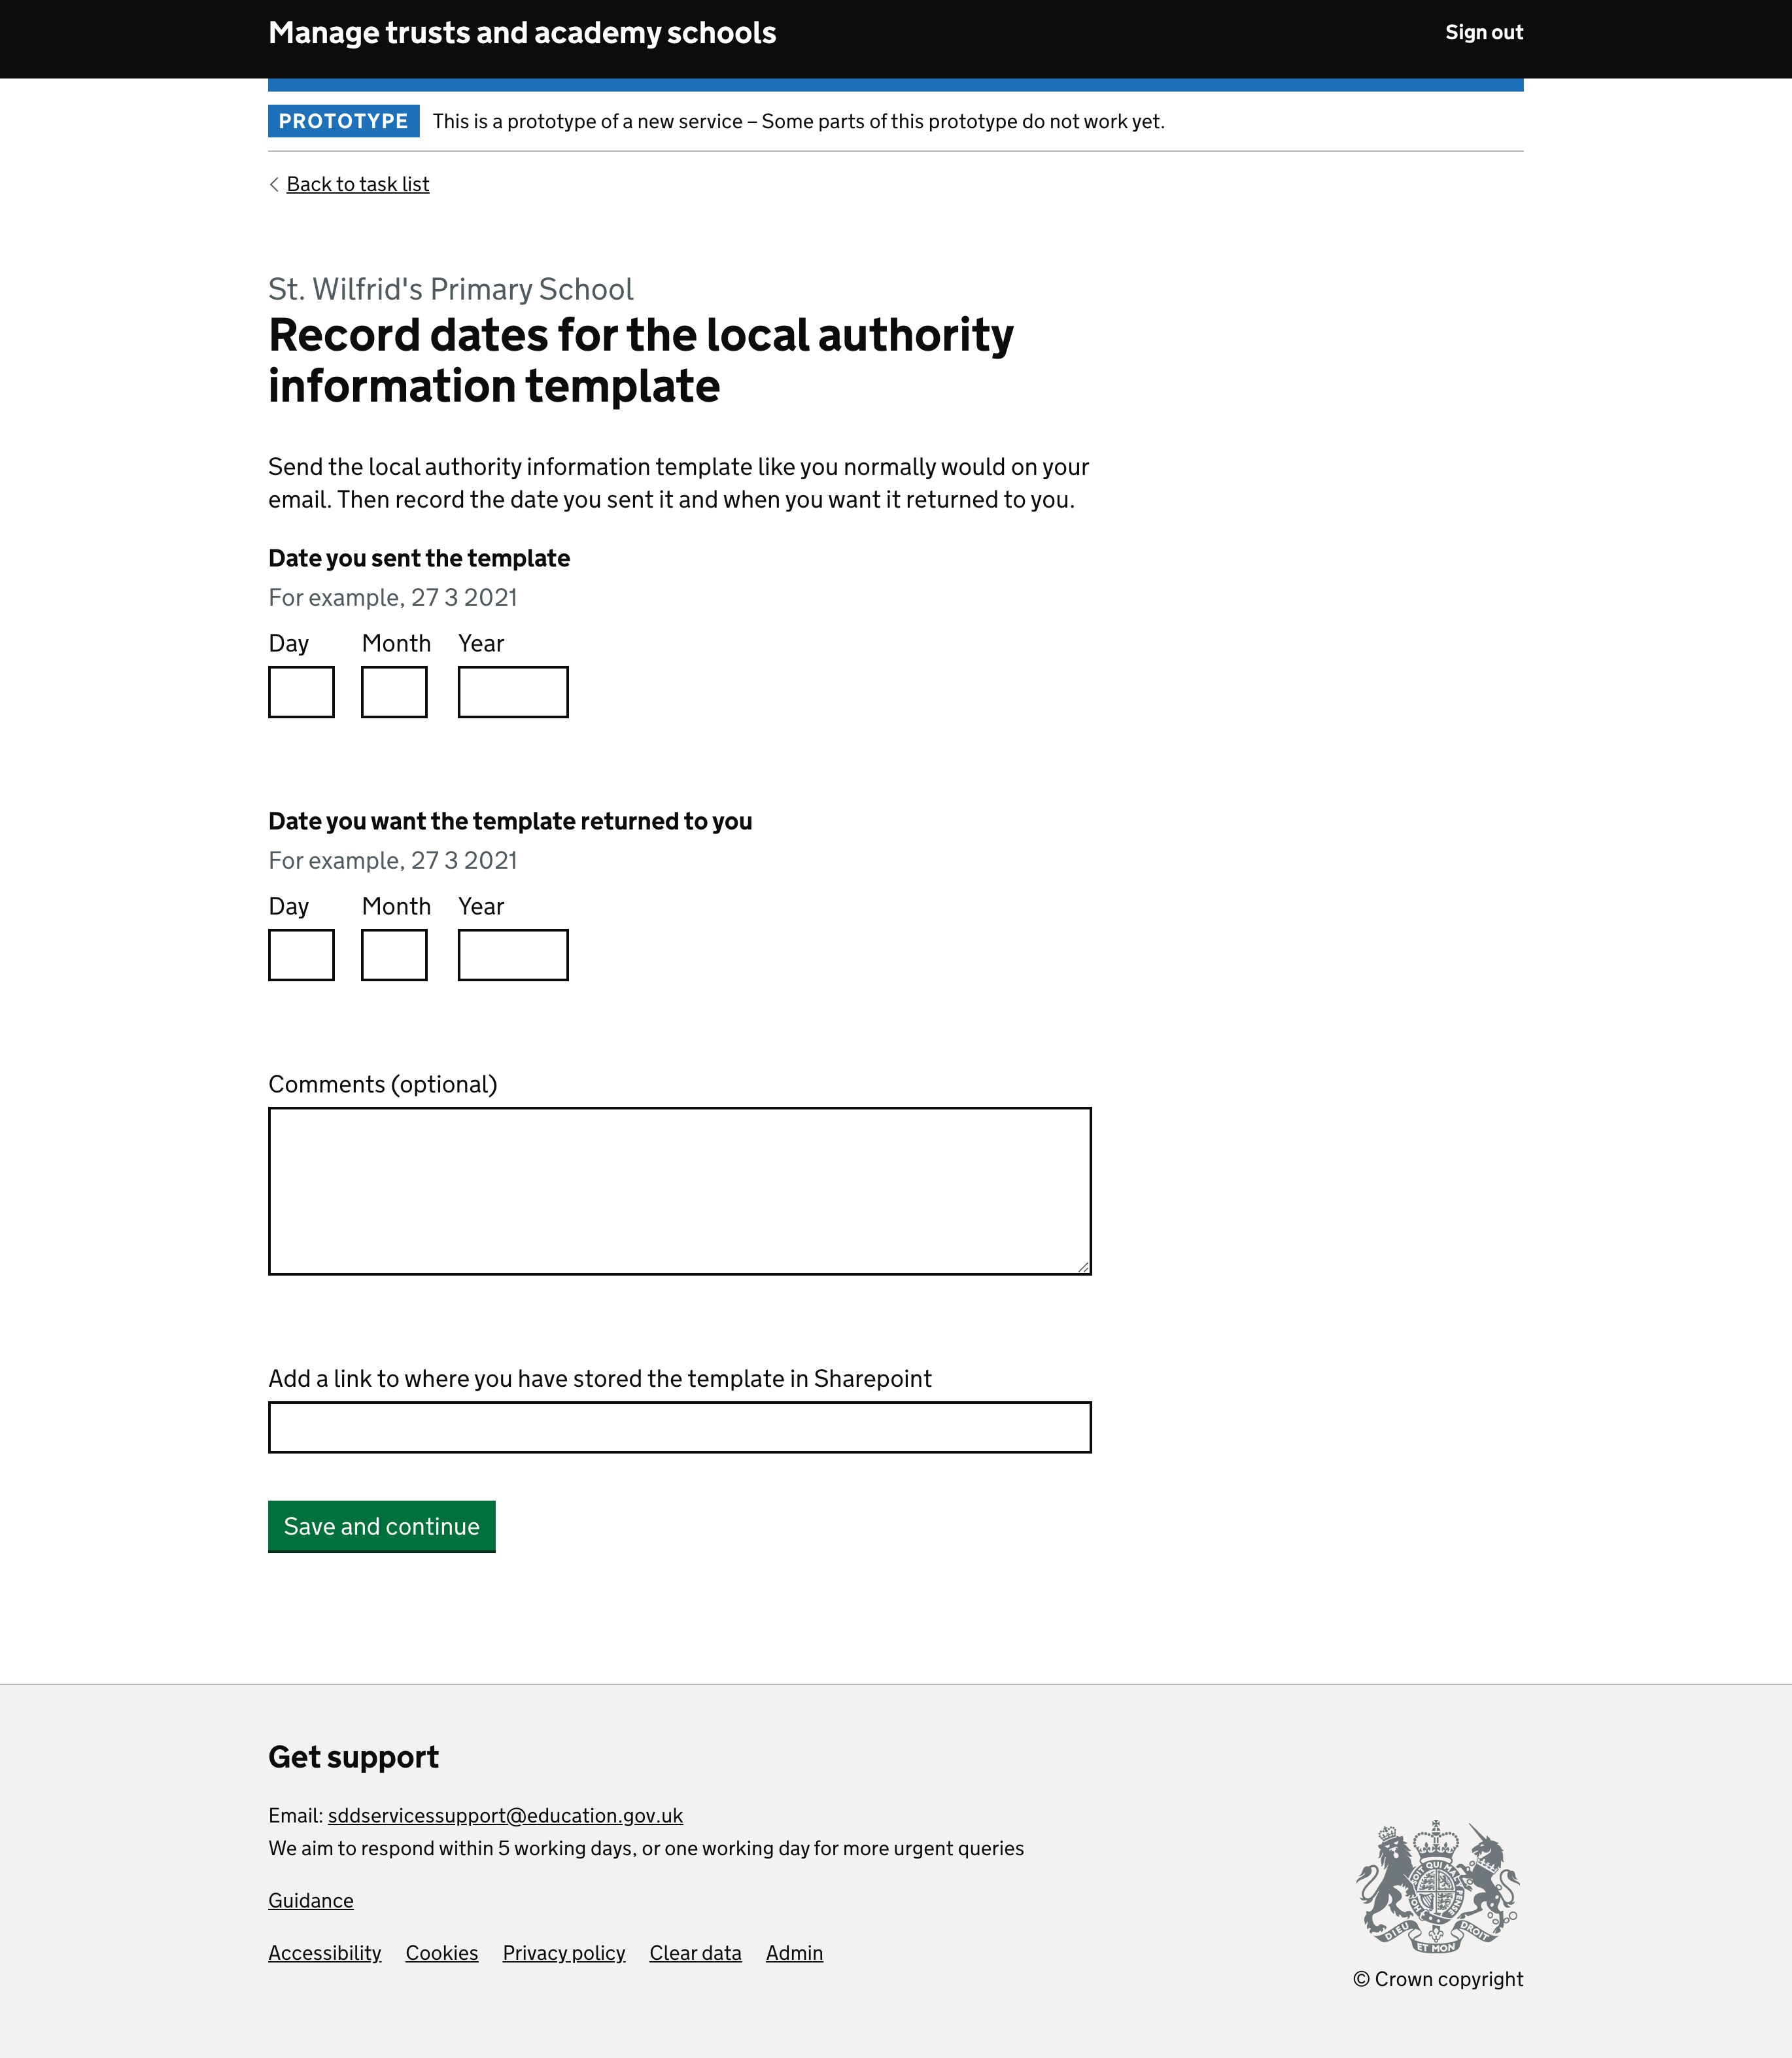 Manage trusts and academy schools
Sign out
PROTOTYPE This is a prototype of a new service – Some parts of this prototype do not work yet.
Back to task list
St. Wilfrid's Primary School
Record dates for the local authority
information template
Send the local authority information template like you normally would on your
email. Then record the date you sent it and when you want it returned to you.
Date you sent the template
For example, 27 3 2021
Day Month Year
Date you want the template returned to you
For example, 27 3 2021
Day Month Year
Comments (optional)
Add a link to where you have stored the template in Sharepoint
Save and continue
Get support
Email: sddservicessupport@education.gov.uk
We aim to respond within 5 working days, or one working day for more urgent queries
Guidance
Accessibility Cookies Privacy policy Clear data Admin
DIEU ET MON DROIT
© Crown copyright